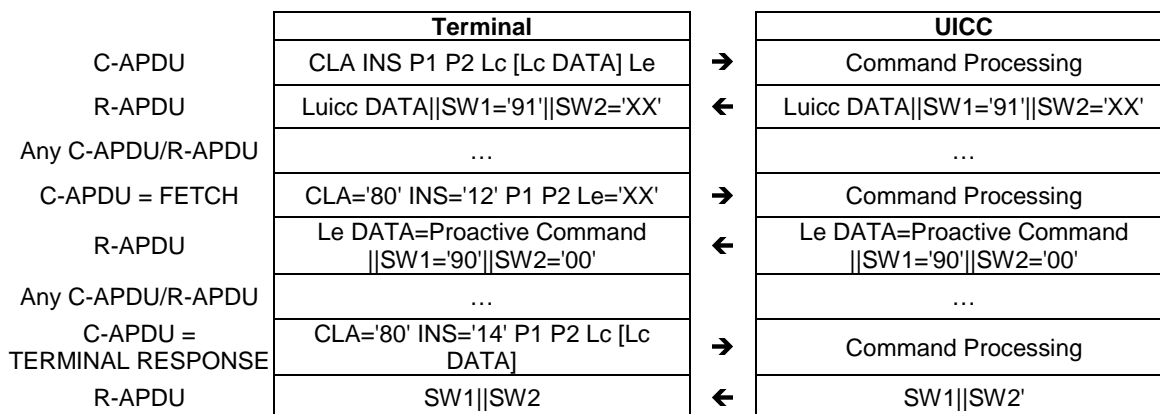 Terminal UICC
C-APDU CLA INS P1 P2 Lc [Lc DATA] Le → Command Processing
R-APDU Luicc DATA||SW1='91'||SW2='XX' ← Luicc DATA||SW1='91'||SW2='XX'
Any C-APDU/R-APDU … …
C-APDU = FETCH CLA='80' INS='12' P1 P2 Le='XX' → Command Processing
R-APDU Le DATA=Proactive Command ← Le DATA=Proactive Command
||SW1='90'||SW2='00' ||SW1='90'||SW2='00'
Any C-APDU/R-APDU … …
C-APDU = CLA='80' INS='14' P1 P2 Lc [Lc → Command Processing
TERMINAL RESPONSE DATA]
R-APDU SW1||SW2 ← SW1||SW2'